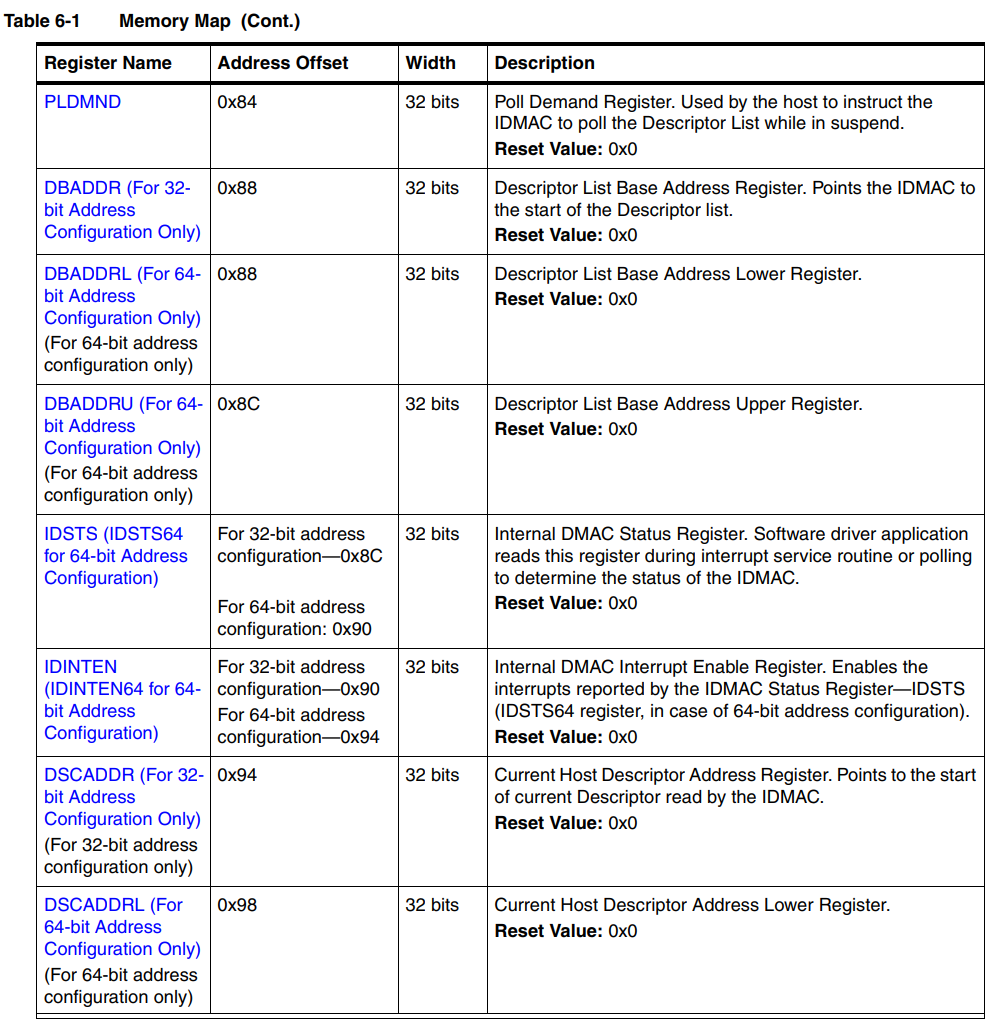 Table 6-1 Memory Map (Cont.)
Register Name Address Offset Width Description
PLDMND 0x84 32 bits Poll Demand Register. Used by the host to instruct the
IDMAC to poll the Descriptor List while in suspend.
Reset Value: 0x0
DBADDR (For 32- 0x88 32 bits Descriptor List Base Address Register. Points the IDMAC to
bit Address the start of the Descriptor list.
Configuration Only) Reset Value: 0x0
DBADDRL (For 64- 0x88 32 bits Descriptor List Base Address Lower Register.
bit Address Reset Value: 0x0
Configuration Only)
(For 64-bit address
configuration only)
DBADDRU (For 64- 0x8C 32 bits Descriptor List Base Address Upper Register.
bit Address Reset Value: 0x0
Configuration Only)
(For 64-bit address
configuration only)
IDSTS (IDSTS64 For 32-bit address 32 bits Internal DMAC Status Register. Software driver application
for 64-bit Address configuration—0x8C reads this register during interrupt service routine or polling
Configuration) to determine the status of the IDMAC.
For 64-bit address Reset Value: 0x0
configuration: 0x90
IDINTEN For 32-bit address 32 bits Internal DMAC Interrupt Enable Register. Enables the
(IDINTEN64 for 64- configuration—0x90 interrupts reported by the IDMAC Status Register—IDSTS
bit Address For 64-bit address (IDSTS64 register, in case of 64-bit address configuration).
Configuration) configuration—0x94 Reset Value: 0x0
DSCADDR (For 32- 0x94 32 bits Current Host Descriptor Address Register. Points to the start
bit Address of current Descriptor read by the IDMAC.
Configuration Only) Reset Value: 0x0
(For 32-bit address
configuration only)
DSCADDRL (For 0x98 32 bits Current Host Descriptor Address Lower Register.
64-bit Address Reset Value: 0x0
Configuration Only)
(For 64-bit address
configuration only)